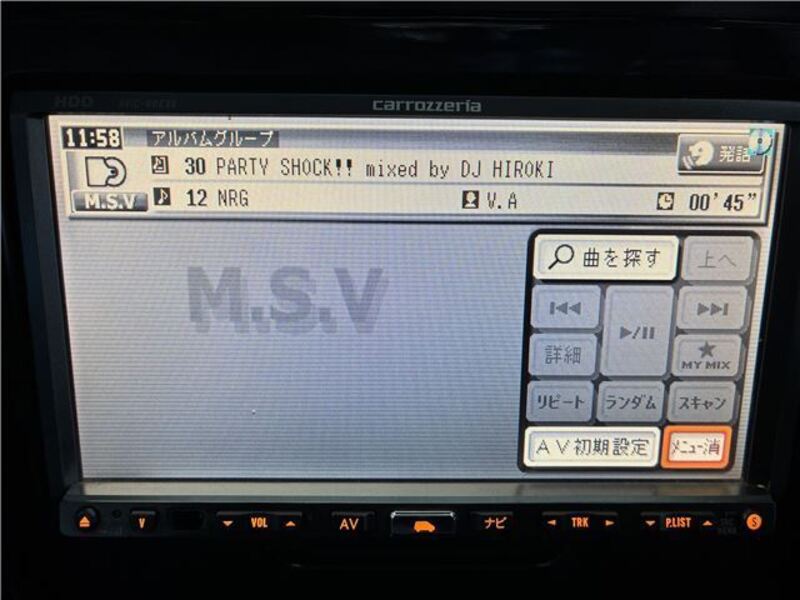 HDD
carrozzeria
11:58 アルバムグループ
発話
30 PARTY SHOCK!! mixed by DJ HIROKI
M.S.V
12 NRG V.A 00'45"
M.S.V
曲を探す 上へ
詳細
MY MIX
リピート ランダム スキャン
AV初期設定 メニュー消
V VOL AV ナビ TRK P.LIST S